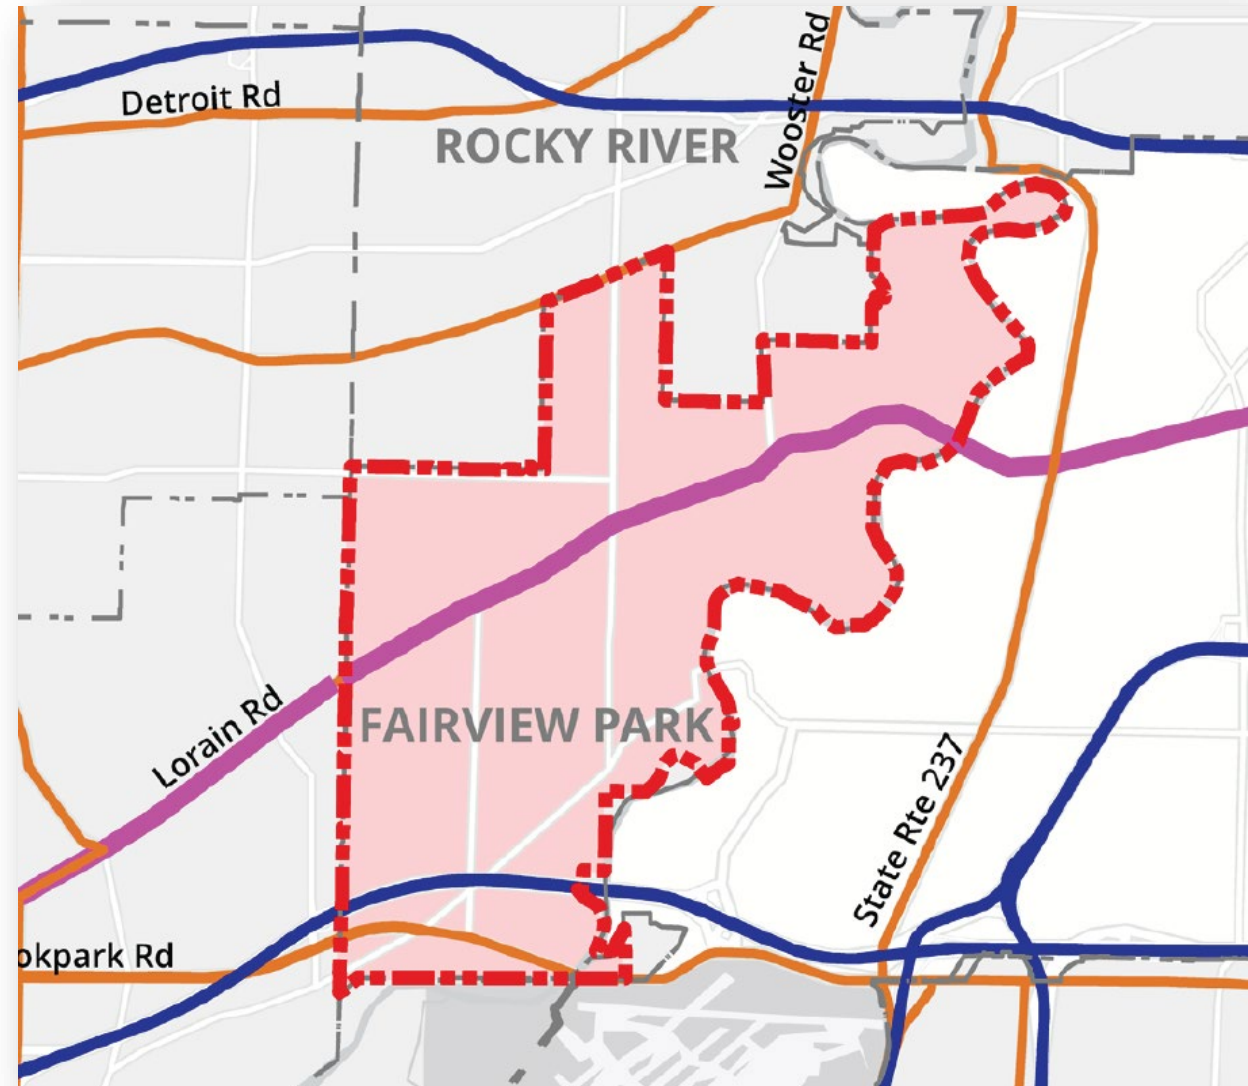 Detroit Rd
ROCKY RIVER
Wooster Rd
Lorain Rd
FAIRVIEW PARK
State Rte 237
okpark Rd